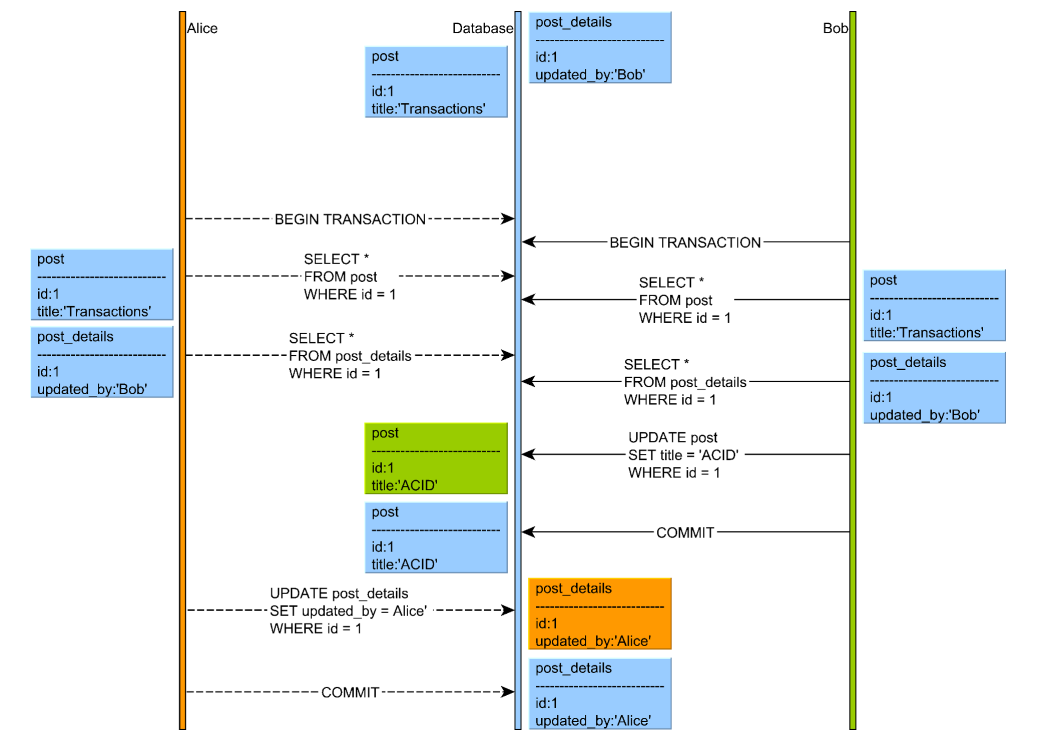 Alice
Database
post_details
----------------------------
id:1
updated_by:'Bob'
Bob
post
----------------------------
id:1
title:'Transactions'
BEGIN TRANSACTION
BEGIN TRANSACTION
post
----------------------------
id:1
title:'Transactions'
SELECT *
FROM post
WHERE id = 1
SELECT *
FROM post
WHERE id = 1
post
----------------------------
id:1
title:'Transactions'
post_details
----------------------------
id:1
updated_by:'Bob'
SELECT *
FROM post_details
WHERE id = 1
SELECT *
FROM post_details
WHERE id = 1
post_details
----------------------------
id:1
updated_by:'Bob'
post
----------------------------
id:1
title:'ACID'
UPDATE post
SET title = 'ACID'
WHERE id = 1
post
----------------------------
id:1
title:'ACID'
COMMIT
UPDATE post_details
SET updated_by = Alice'
WHERE id = 1
post_details
----------------------------
id:1
updated_by:'Alice'
COMMIT
post_details
----------------------------
id:1
updated_by:'Alice'